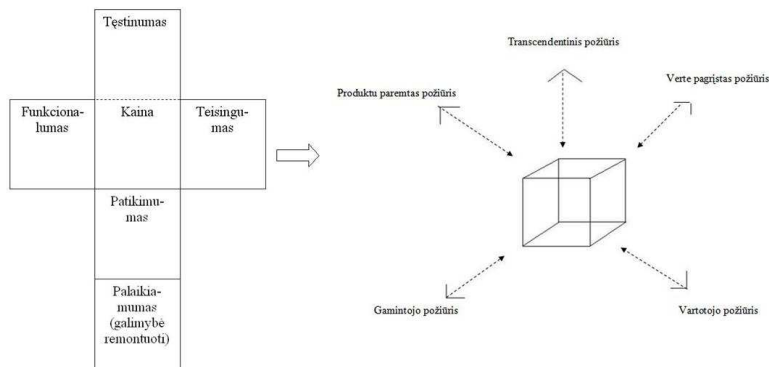 Tęstinumas
Funkciona-
lumas
Kaina
Teisingu-
mas
Patikimu-
mas
Palaikia-
mumas
(galimybė
remontuoti)
Transcendentinis požiūris
Produktu paremtas požiūris
Verte pagrįstas požiūris
Gamintojo požiūris
Vartotojo požiūris